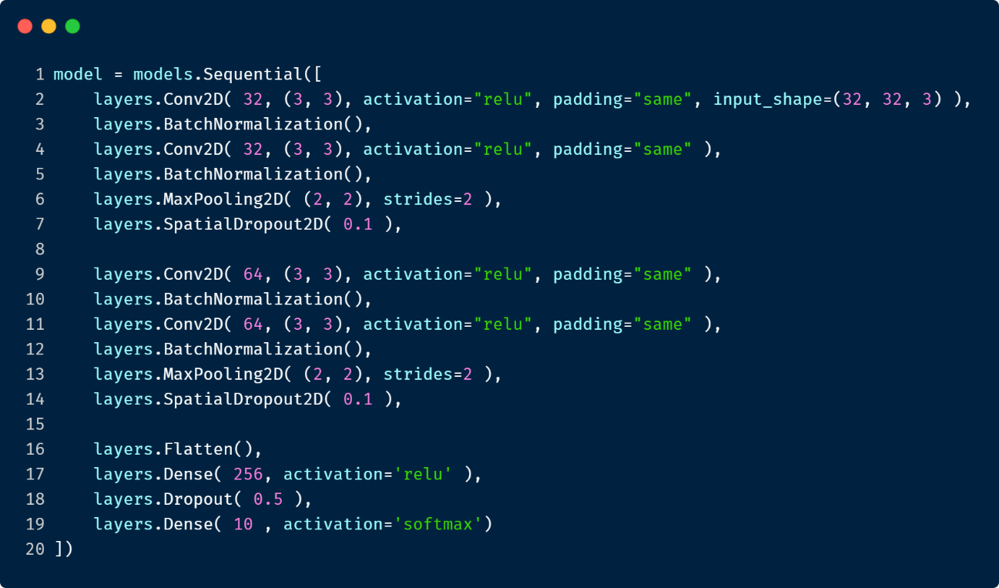 1 model = models.Sequential([
2     layers.Conv2D( 32, (3, 3), activation="relu", padding="same", input_shape=(32, 32, 3) ),
3     layers.BatchNormalization(),
4     layers.Conv2D( 32, (3, 3), activation="relu", padding="same" ),
5     layers.BatchNormalization(),
6     layers.MaxPooling2D( (2, 2), strides=2 ),
7     layers.SpatialDropout2D( 0.1 ),
8
9     layers.Conv2D( 64, (3, 3), activation="relu", padding="same" ),
10     layers.BatchNormalization(),
11     layers.Conv2D( 64, (3, 3), activation="relu", padding="same" ),
12     layers.BatchNormalization(),
13     layers.MaxPooling2D( (2, 2), strides=2 ),
14     layers.SpatialDropout2D( 0.1 ),
15
16     layers.Flatten(),
17     layers.Dense( 256, activation='relu' ),
18     layers.Dropout( 0.5 ),
19     layers.Dense( 10 , activation='softmax')
20 ])